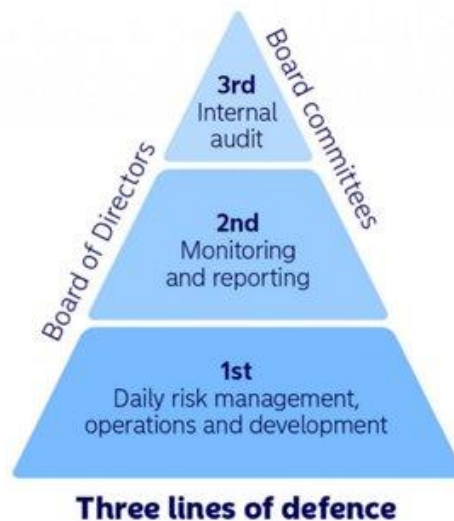 Board of Directors
Board committees
3rd
Internal
audit
2nd
Monitoring
and reporting
1st
Daily risk management,
operations and development
Three lines of defence